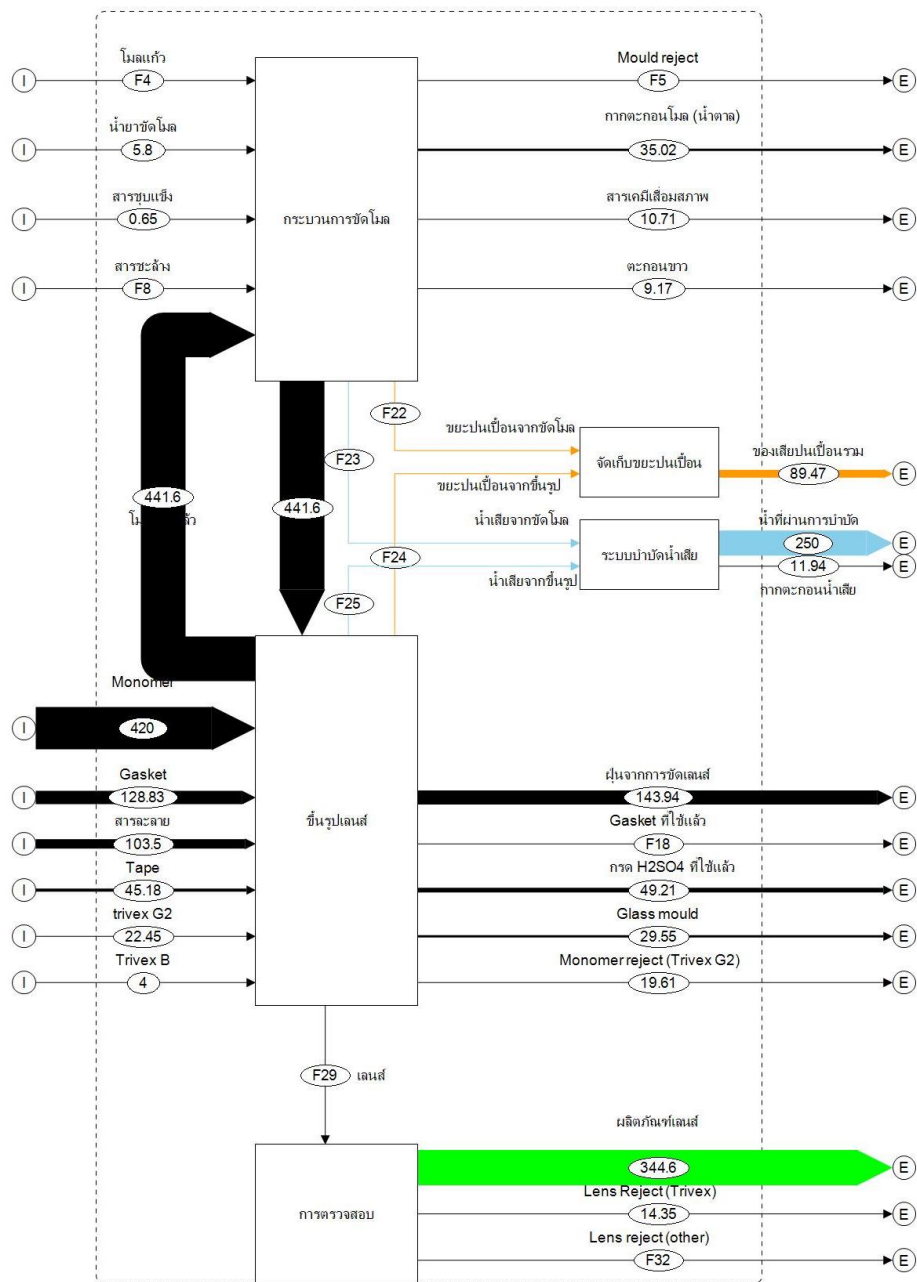 โมลแก้ว
Mould reject
I
F4
F5
E
น้ำยาขัดโมล
กากตะกอนโมล (น้ำตาล)
I
5.8
35.02
E
สารชุบแข็ง
สารเคมีเสื่อมสภาพ
I
0.65
กระบวนการขัดโมล
10.71
E
สารชะล้าง
ตะกอนขาว
I
F8
9.17
E
F22
ขยะปนเปื้อนจากขัดโมล
F23
จัดเก็บขยะปนเปื้อน
ของเสียปนเปื้อนรวม
89.47
E
ขยะปนเปื้อนจากขึ้นรูป
441.6
441.6
น้ำเสียจากขัดโมล
น้ำที่ผ่านการบำบัด
250
E
F24
ระบบบำบัดน้ำเสีย
น้ำเสียจากขึ้นรูป
11.94
E
กากตะกอนน้ำเสีย
F25
Monomer
I
420
Gasket
ฝุ่นจากการขัดเลนส์
I
128.83
143.94
E
สารละลาย
ขึ้นรูปเลนส์
Gasket ที่ใช้แล้ว
I
103.5
F18
E
Tape
กรด H2SO4 ที่ใช้แล้ว
I
45.18
49.21
E
trivex G2
Glass mould
I
22.45
29.55
E
Trivex B
Monomer reject (Trivex G2)
I
4
19.61
E
F29
เลนส์
ผลิตภัณฑ์เลนส์
344.6
E
Lens Reject (Trivex)
การตรวจสอบ
14.35
E
Lens reject (other)
F32
E